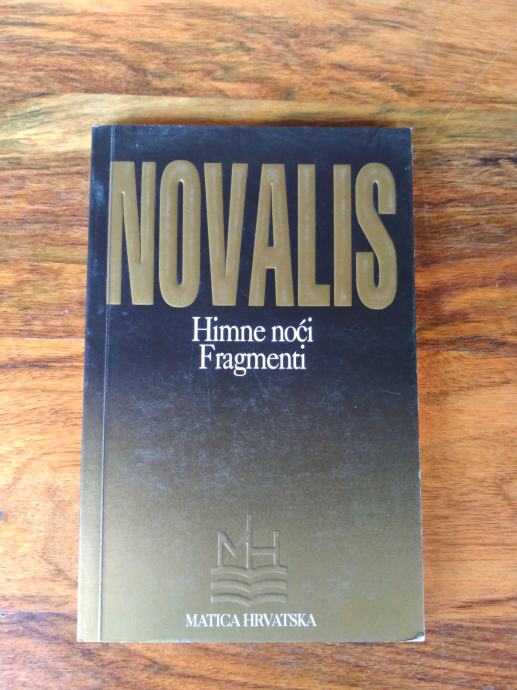 NOVALIS
Himne noći
Fragmenti
MH
MATICA HRVATSKA